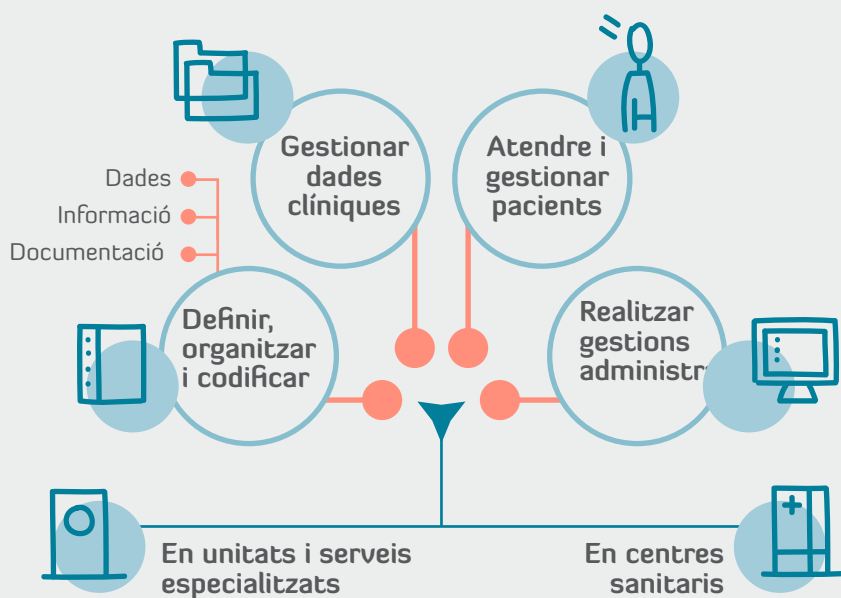 Gestionar
dades
clíniques
Atendre i
gestionar
pacients
Dades
Informació
Documentació
Definir,
organitzar
i codificar
Realitzar
gestions
En unitats i serveis
especialitzats
En centres
sanitaris